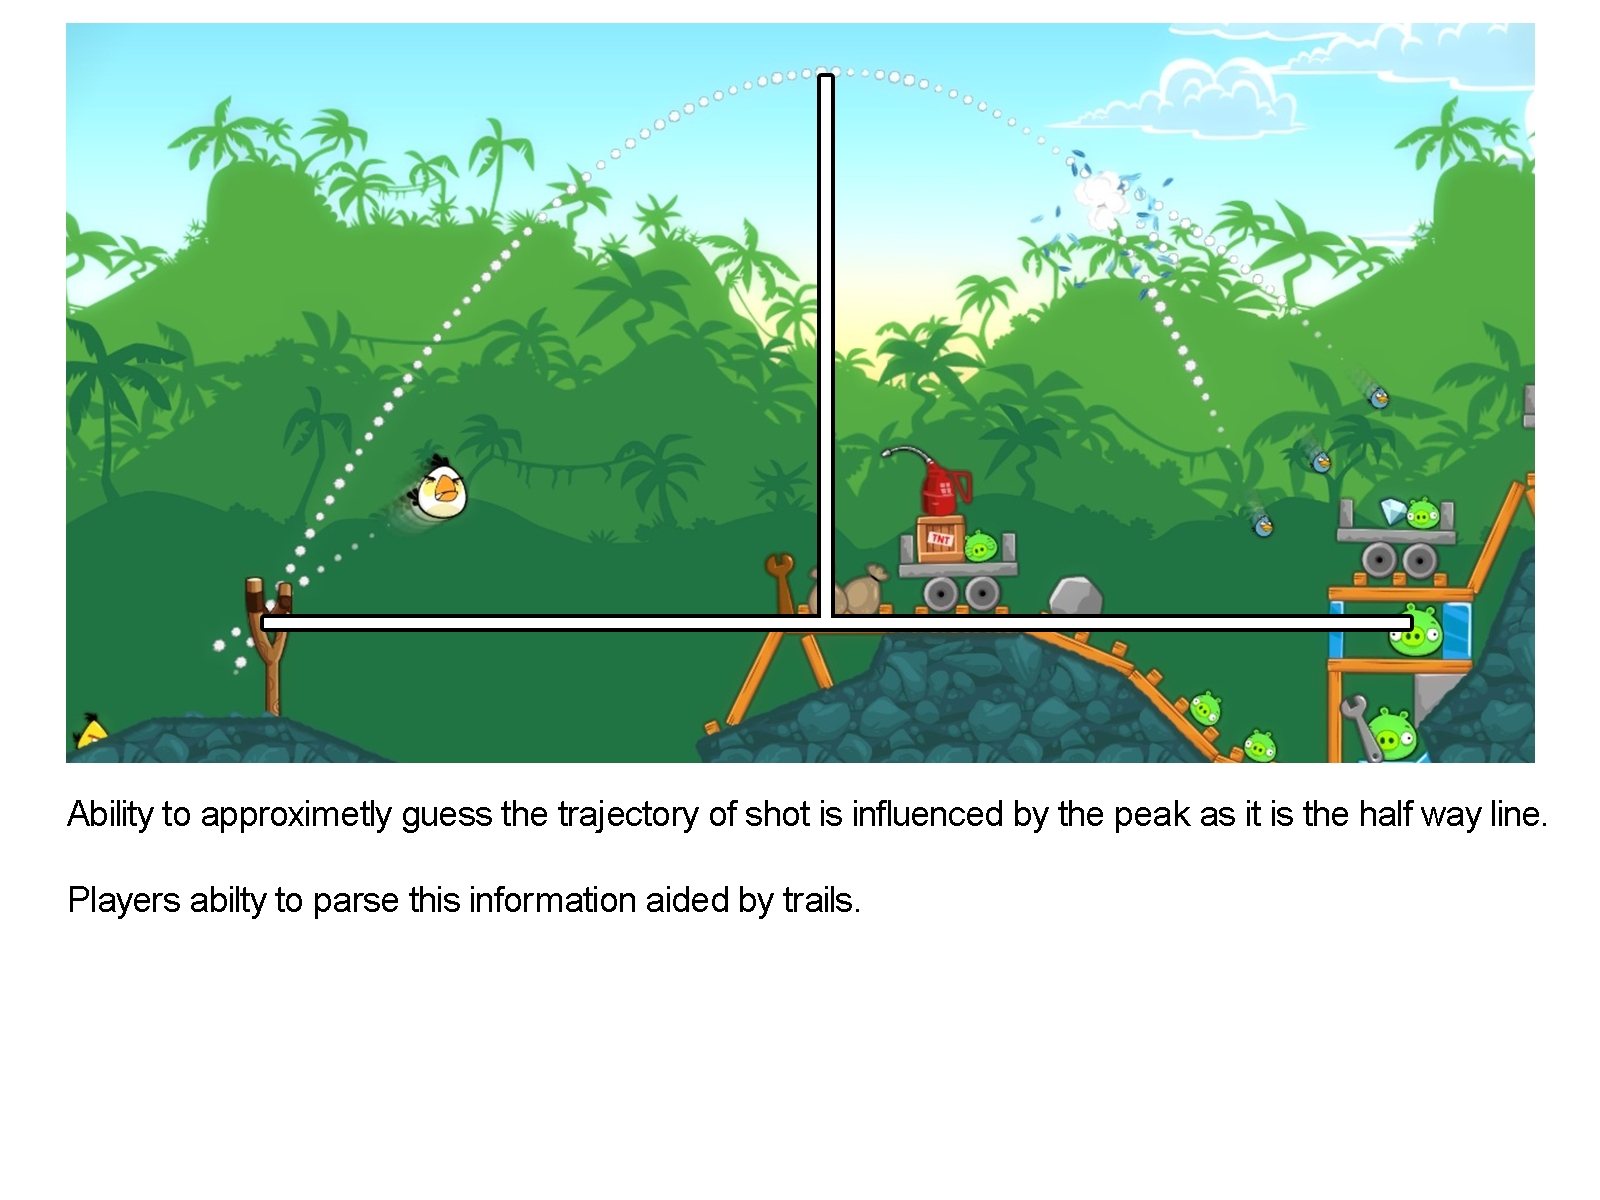 TNT
Ability to approximetly guess the trajectory of shot is influenced by the peak as it is the half way line.
Players abilty to parse this information aided by trails.